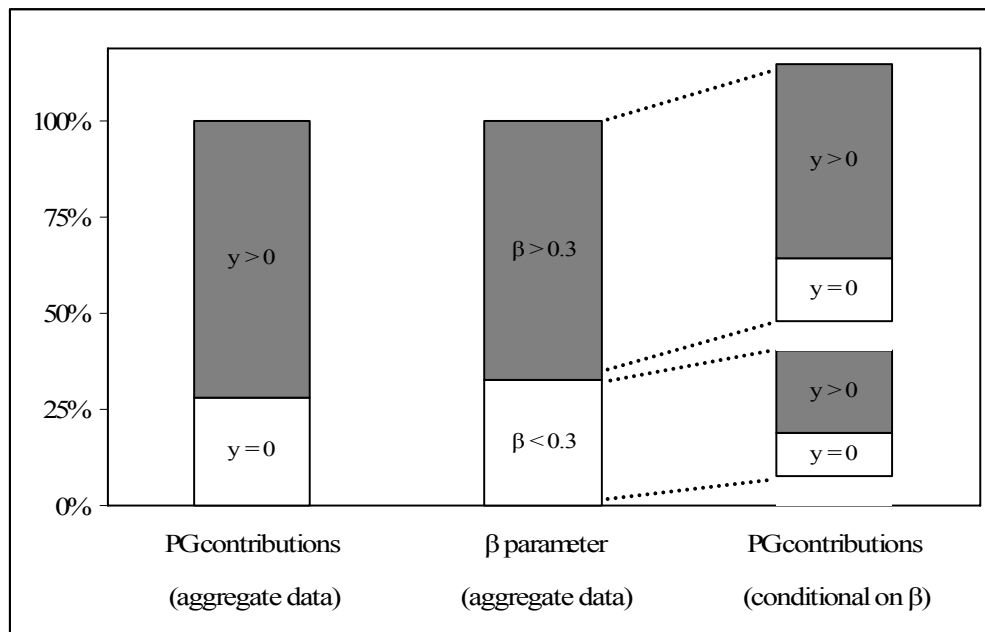 100%
75%
50%
25%
0%
y > 0
y = 0
β > 0.3
β < 0.3
y > 0
y = 0
y > 0
y = 0
PG contributions
(aggregate data)
β parameter
(aggregate data)
PG contributions
(conditional on β)